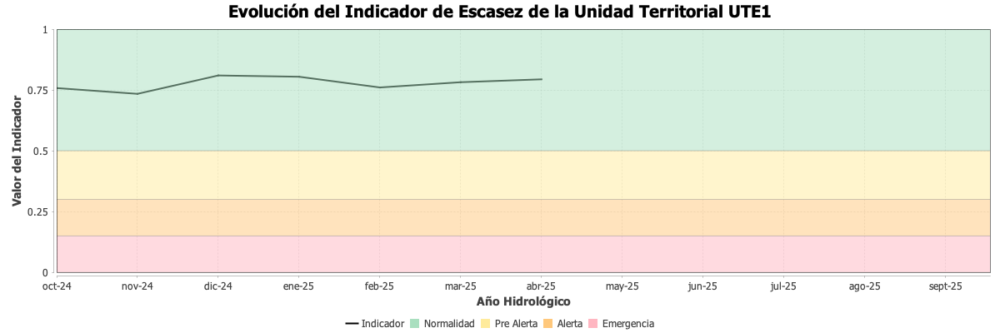 Evolución del Indicador de Escasez de la Unidad Territorial UTE1
Valor del Indicador
1
0.75
0.5
0.25
0
oct-24 nov-24 dic-24 ene-25 feb-25 mar-25 abr-25 may-25 jun-25 jul-25 ago-25 sept-25
Año Hidrológico
Indicador Normalidad Pre Alerta Alerta Emergencia